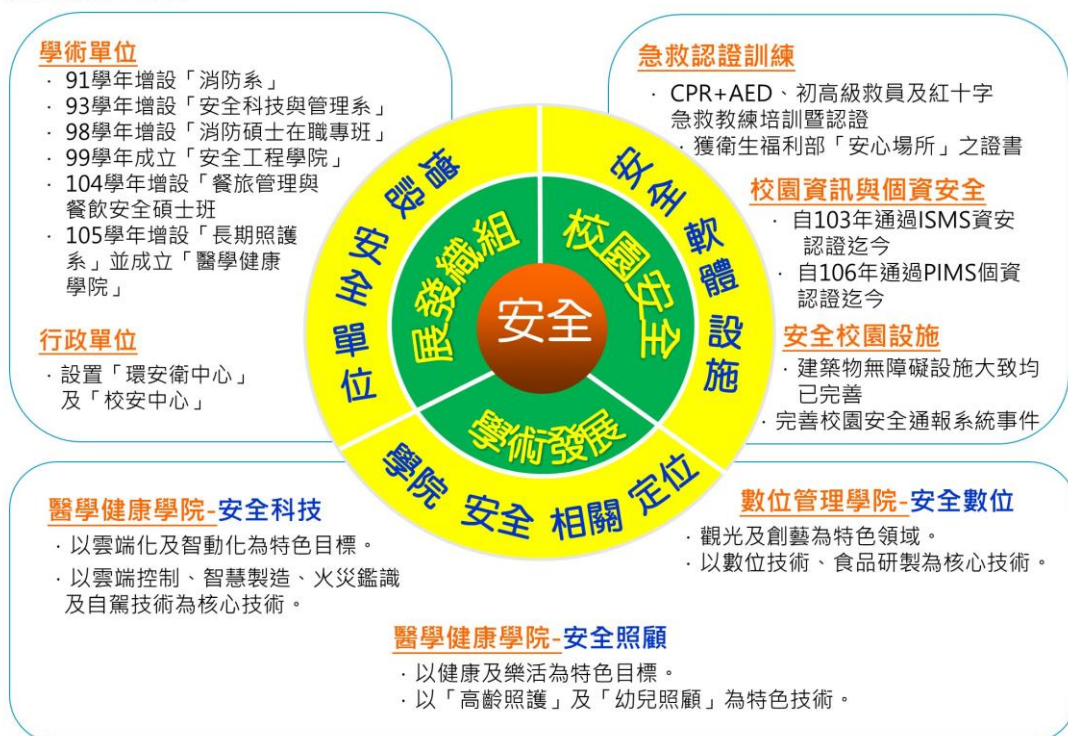 學術單位
· 91學年增設「消防系」
· 93學年增設「安全科技與管理系」
· 98學年增設「消防碩士在職專班」
· 99學年成立「安全工程學院」
· 104學年增設「餐旅管理與
餐飲安全碩士班
· 105學年增設「長期照護
系」並成立「醫學健康
學院」
行政單位
· 設置「環安衛中心」
及「校安中心」
急救認證訓練
· CPR+AED、初高級救員及紅十字
急救教練培訓暨認證
· 獲衛生福利部「安心場所」之證書
校園資訊與個資安全
· 自103年通過ISMS資安
認證迄今
· 自106年通過PIMS個資
認證迄今
安全校園設施
· 建築物無障礙設施大致均
已完善
· 完善校園安全通報系統事件
增設 安全單位
安全軟體設施
展發織組
校園安全
安全
學術發展
學院 安全 相關 定位
醫學健康學院-安全科技
· 以雲端化及智動化為特色目標。
· 以雲端控制、智慧製造、火災鑑識
及自駕技術為核心技術。
數位管理學院-安全數位
· 觀光及創藝為特色領域。
· 以數位技術、食品研製為核心技術。
醫學健康學院-安全照顧
· 以健康及樂活為特色目標。
· 以「高齡照護」及「幼兒照顧」為特色技術。